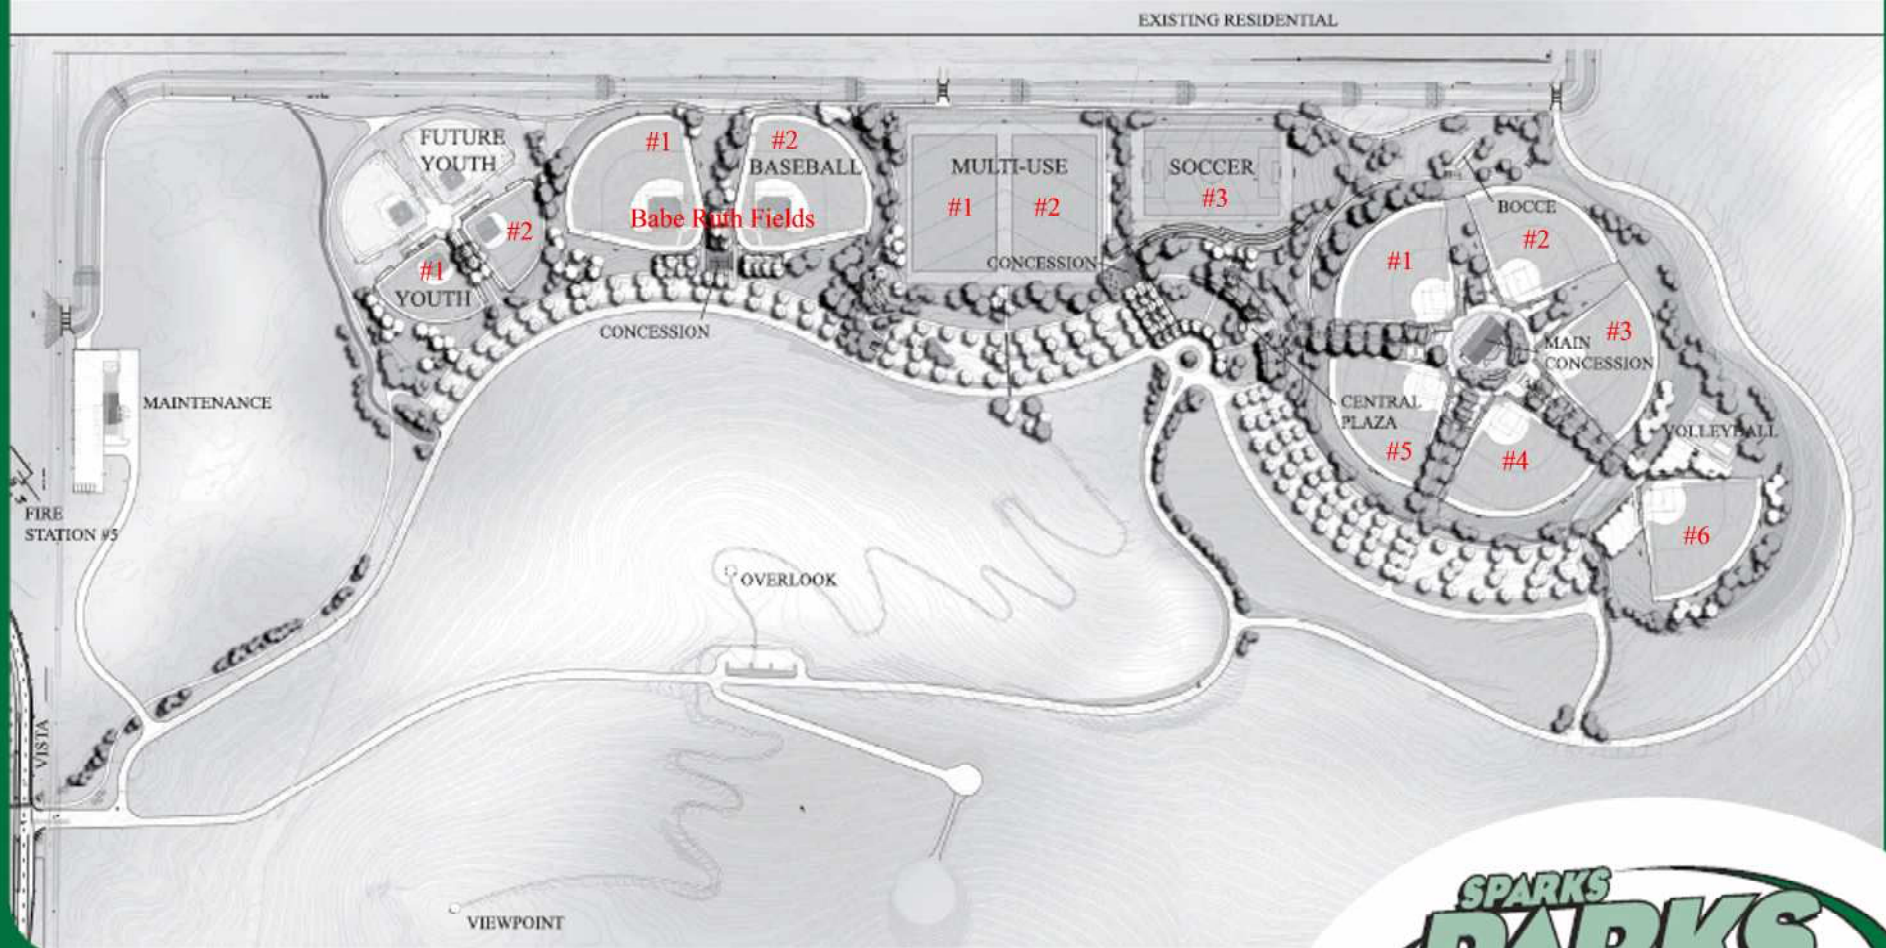 EXISTING RESIDENTIAL
FUTURE
YOUTH
#1
#2
BASEBALL
MULTI-USE
SOCCER
#1
#2
#3
Babe Ruth Fields
#2
#1
YOUTH
CONCESSION
CONCESSION
BOCCE
#1
#2
#3
MAIN
CONCESSION
CENTRAL
PLAZA
#5
#4
VOLLEYBALL
#6
MAINTENANCE
FIRE
STATION #5
OVERLOOK
VISTA
VIEWPOINT
SPARKS
PARKS